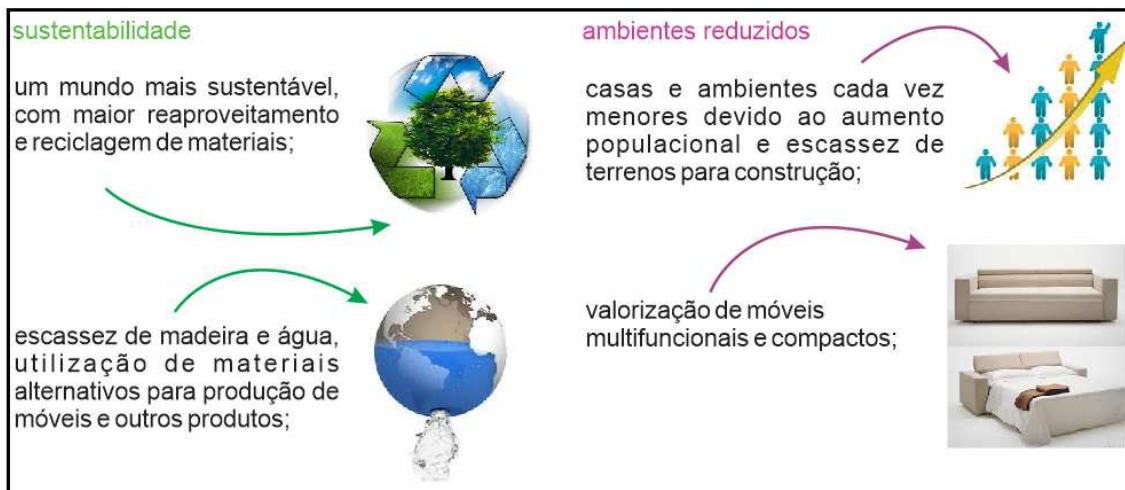 sustentabilidade
um mundo mais sustentável,
com maior reaproveitamento
e reciclagem de materiais;
escassez de madeira e água,
utilização de materiais
alternativos para produção de
móveis e outros produtos;
ambientes reduzidos
casas e ambientes cada vez
menores devido ao aumento
populacional e escassez de
terrenos para construção;
valorização de móveis
multifuncionais e compactos;